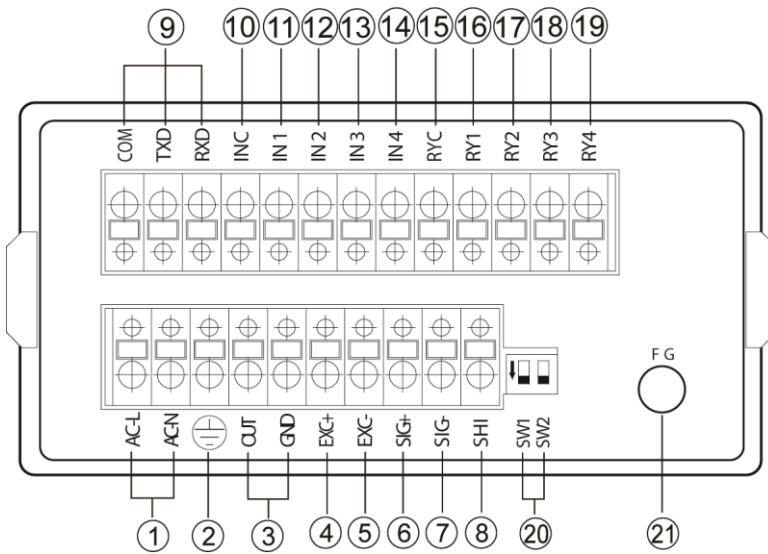 ⑨ ⑩ ⑪ ⑫ ⑬ ⑭ ⑮ ⑯ ⑰ ⑱ ⑲
COM TXD RXD INC IN1 IN2 IN3 IN4 RYC RY1 RY2 RY3 RY4
FG
AC-L AC-N OUT GND EXC+ EXC- SIG+ SIG- SHI SW1 SW2
① ② ③ ④ ⑤ ⑥ ⑦ ⑧ ⑳ ㉑